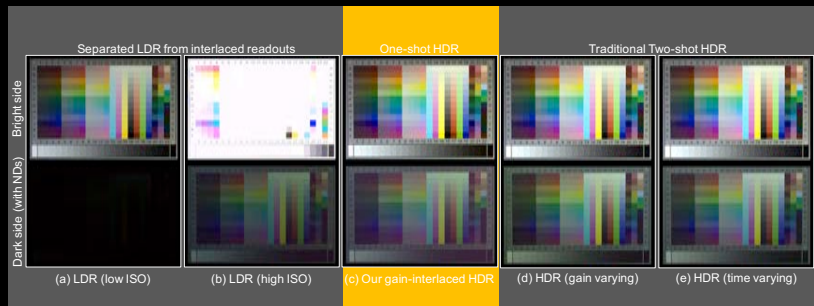 Separated LDR from interlaced readouts
One-shot HDR
Traditional Two-shot HDR
Bright side
Dark side (with NDs)
(a) LDR (low ISO)
(b) LDR (high ISO)
(c) Our gain-interlaced HDR
(d) HDR (gain varying)
(e) HDR (time varying)